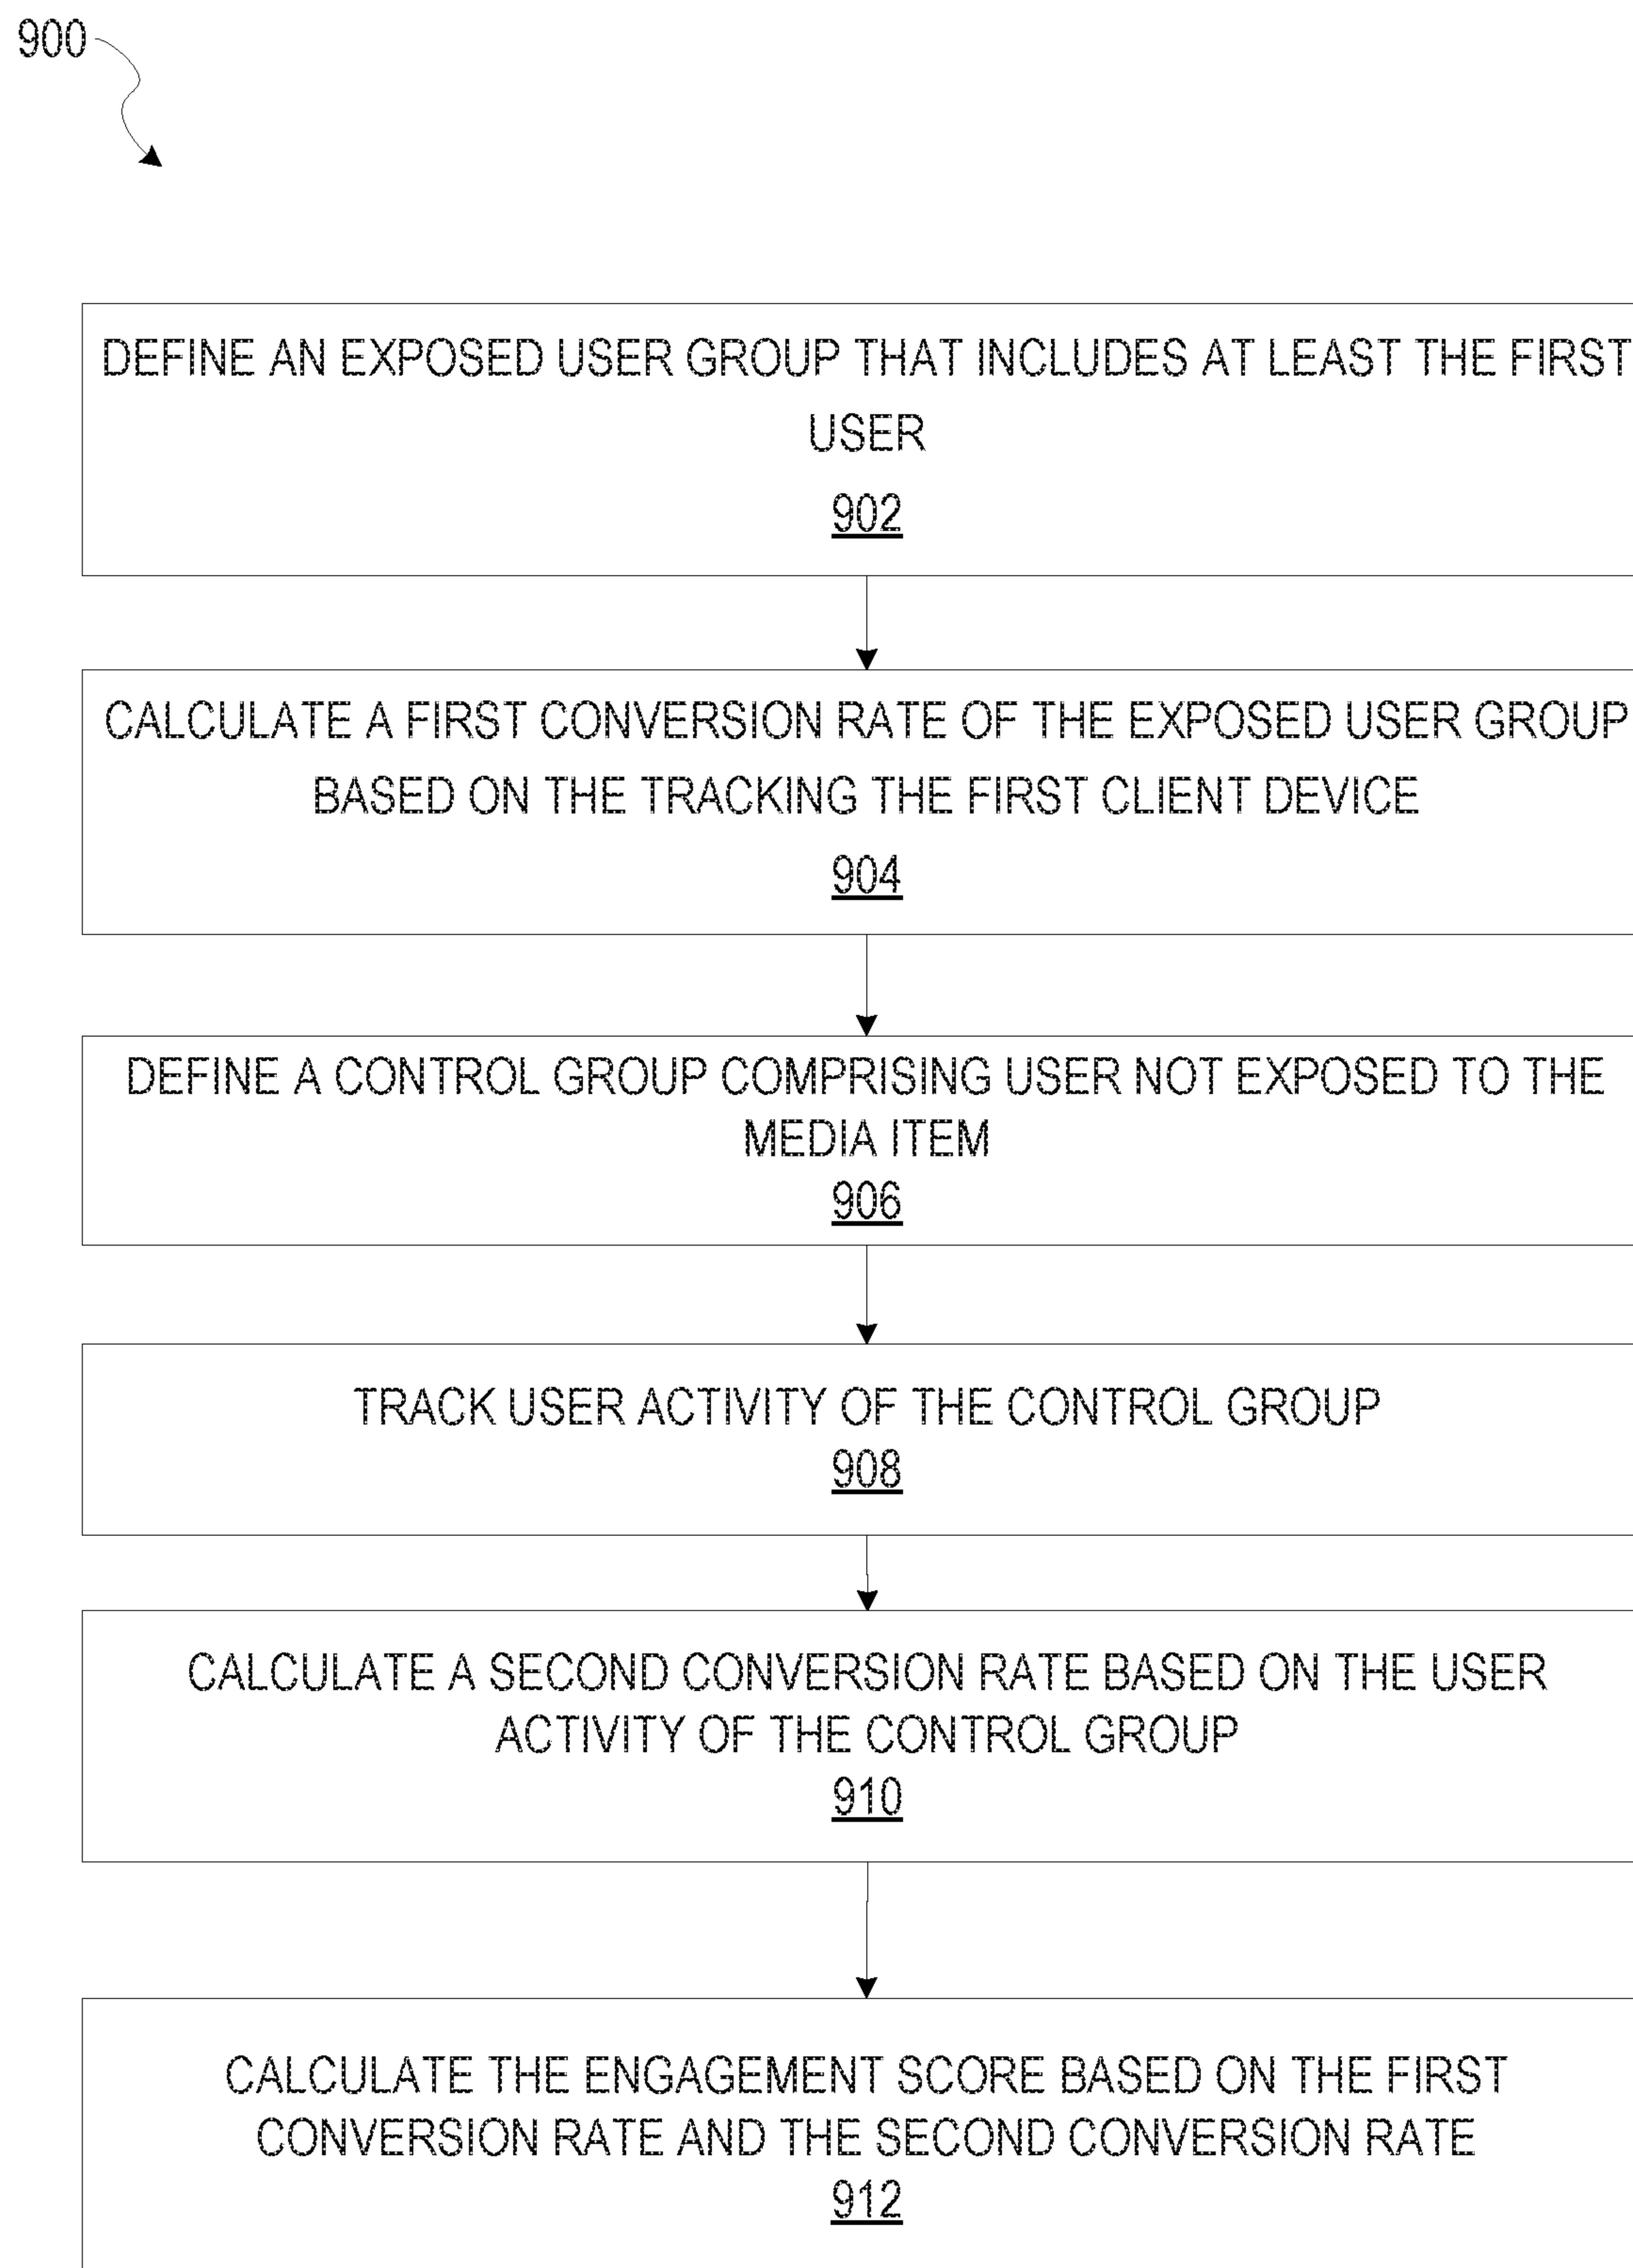 900
DEFINE AN EXPOSED USER GROUP THAT INCLUDES AT LEAST THE FIRST
USER
902
CALCULATE A FIRST CONVERSION RATE OF THE EXPOSED USER GROUP
BASED ON THE TRACKING THE FIRST CLIENT DEVICE
904
DEFINE A CONTROL GROUP COMPRISING USER NOT EXPOSED TO THE
MEDIA ITEM
906
TRACK USER ACTIVITY OF THE CONTROL GROUP
908
CALCULATE A SECOND CONVERSION RATE BASED ON THE USER
ACTIVITY OF THE CONTROL GROUP
910
CALCULATE THE ENGAGEMENT SCORE BASED ON THE FIRST
CONVERSION RATE AND THE SECOND CONVERSION RATE
912